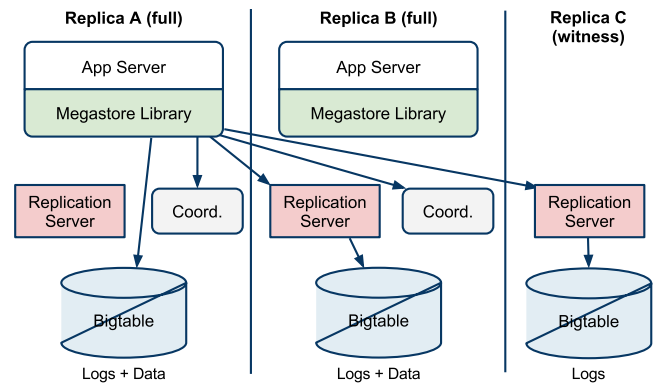 Replica A (full)
Replica B (full)
Replica C
(witness)
App Server
Megastore Library
App Server
Megastore Library
Replication
Server
Coord.
Replication
Server
Coord.
Replication
Server
Bigtable
Bigtable
Bigtable
Logs + Data
Logs + Data
Logs